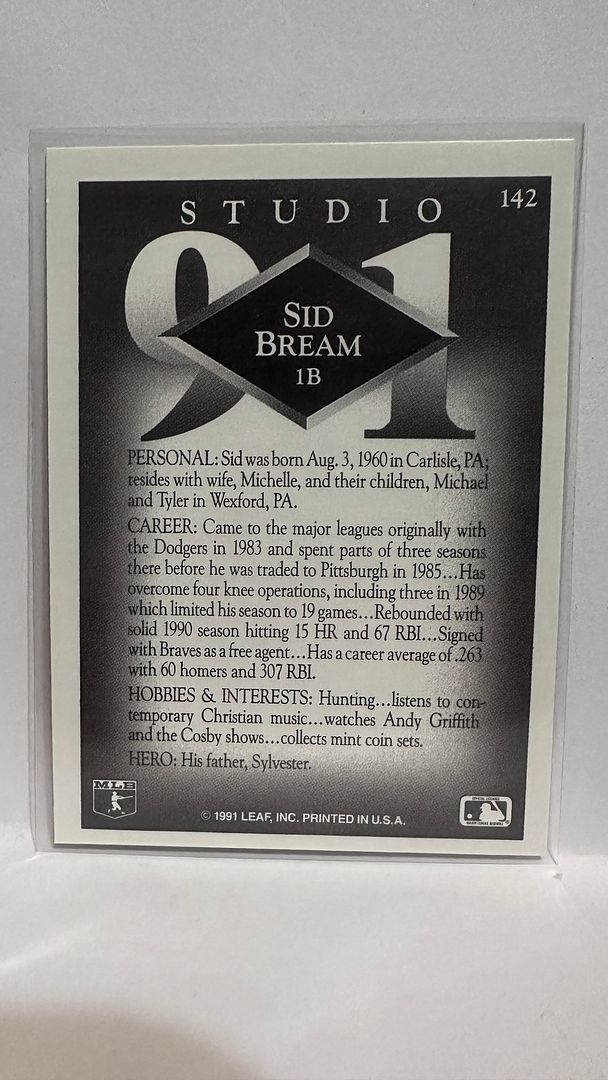 142
STUDIO
91
SID
BREAM
1B
PERSONAL: Sid was born Aug. 3, 1960 in Carlisle, PA;
resides with wife, Michelle, and their children, Michael
and Tyler in Wexford, PA.
CAREER: Came to the major leagues originally with
the Dodgers in 1983 and spent parts of three seasons
there before he was traded to Pittsburgh in 1985...Has
overcome four knee operations, including three in 1989
which limited his season to 19 games...Rebounded with
solid 1990 season hitting 15 HR and 67 RBI...Signed
with Braves as a free agent...Has a career average of .263
with 60 homers and 307 RBI.
HOBBIES & INTERESTS: Hunting...listens to con-
temporary Christian music...watches Andy Griffith
and the Cosby shows...collects mint coin sets.
HERO: His father, Sylvester.
MLB
© 1991 LEAF, INC. PRINTED IN U.S.A.